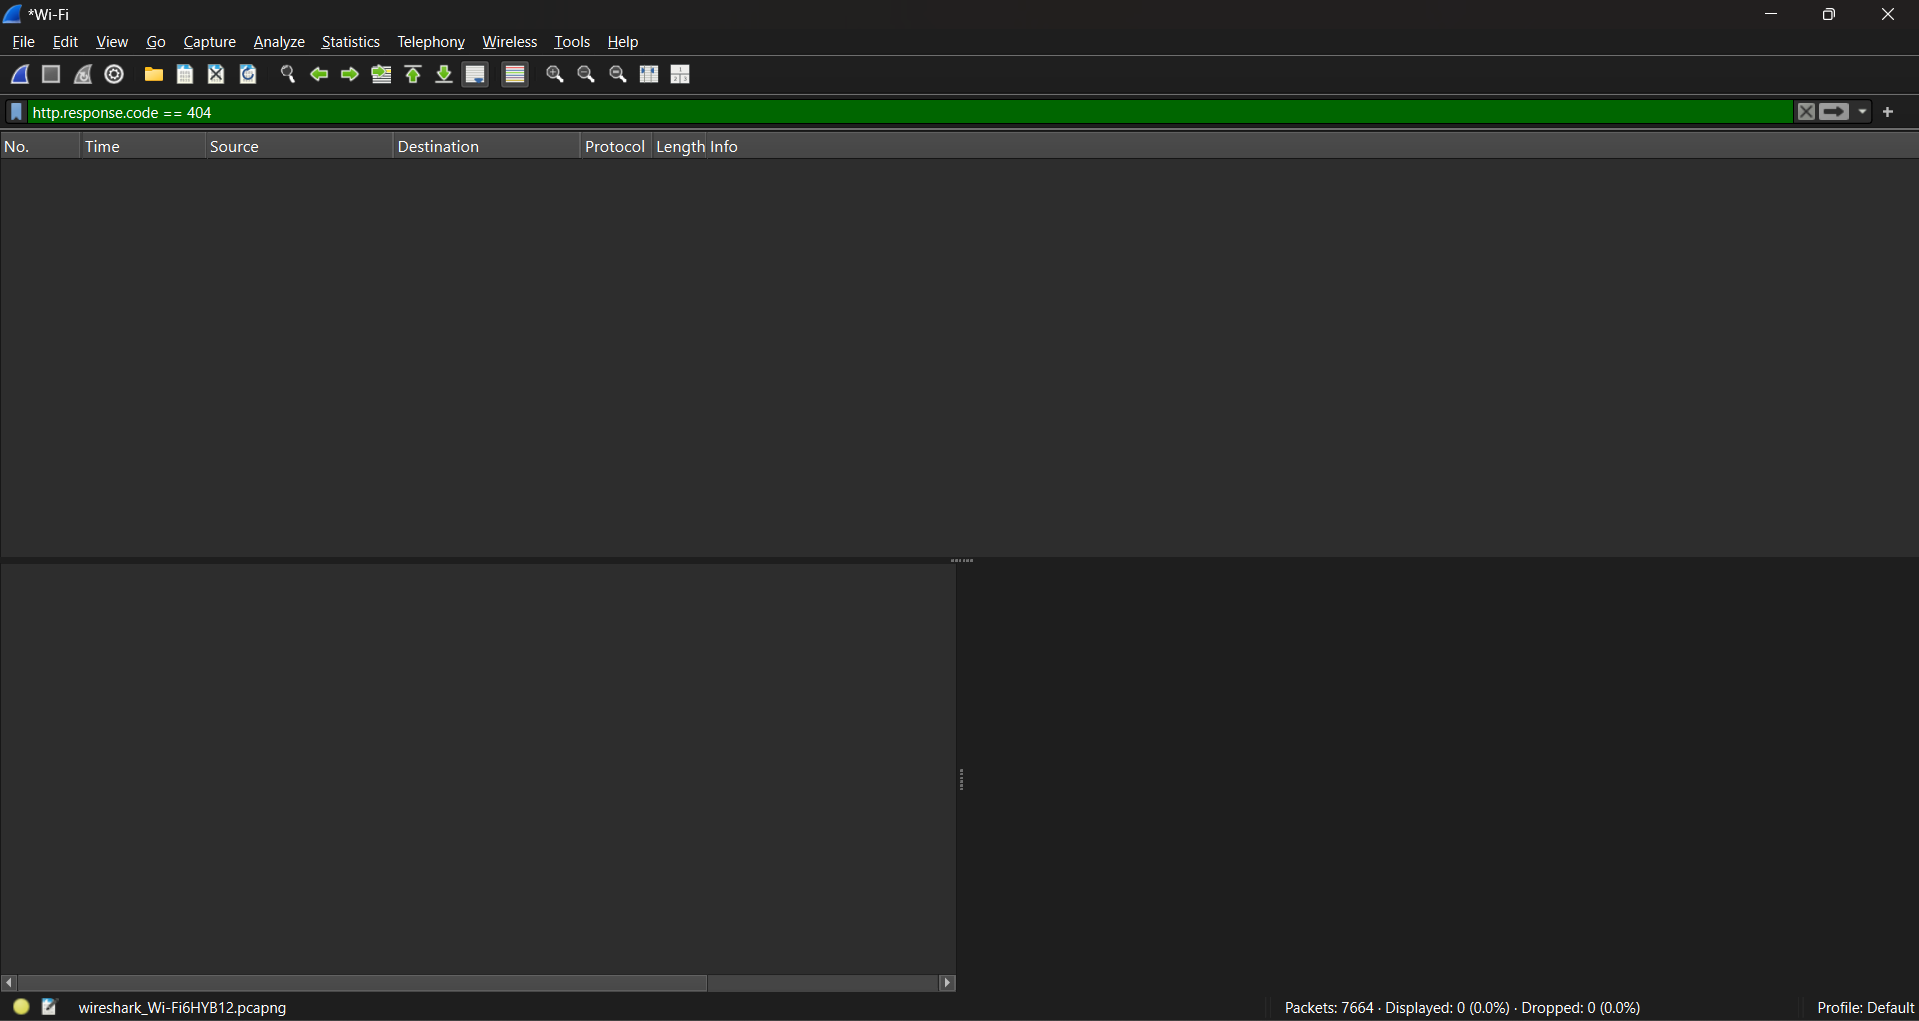 *Wi-Fi
File Edit View Go Capture Analyze Statistics Telephony Wireless Tools Help
http.response.code == 404
No. Time Source Destination Protocol Length Info
wireshark_Wi-Fi6HYB12.pcapng Packets: 7664 · Displayed: 0 (0.0%) · Dropped: 0 (0.0%) Profile: Default